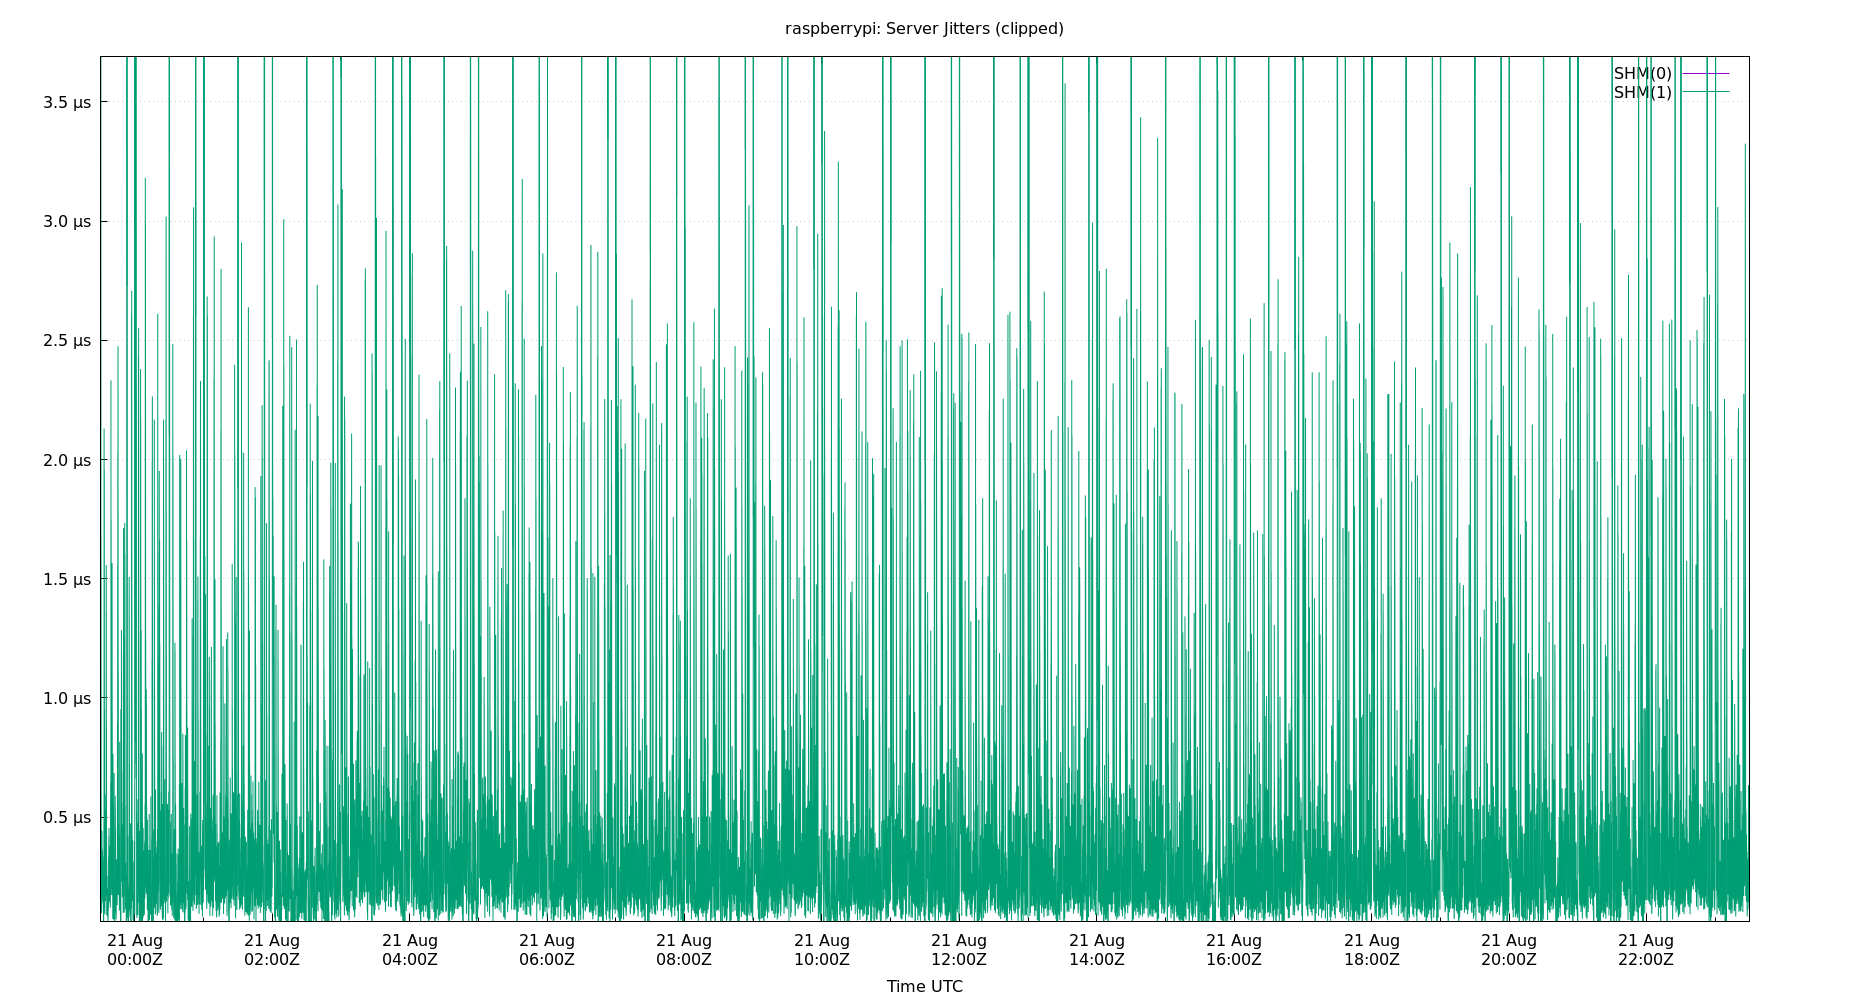 raspberrypi: Server Jitters (clipped)
SHM(0)
SHM(1)
3.5 µs
3.0 µs
2.5 µs
2.0 µs
1.5 µs
1.0 µs
0.5 µs
21 Aug 21 Aug 21 Aug 21 Aug 21 Aug 21 Aug 21 Aug 21 Aug 21 Aug 21 Aug 21 Aug 21 Aug
00:00Z 02:00Z 04:00Z 06:00Z 08:00Z 10:00Z 12:00Z 14:00Z 16:00Z 18:00Z 20:00Z 22:00Z
Time UTC